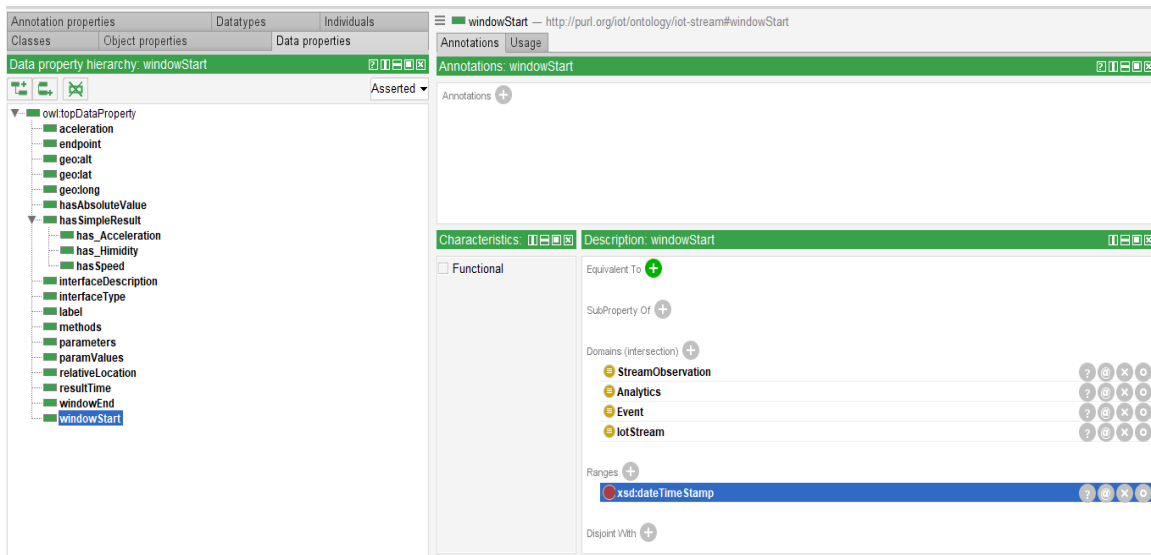 Annotation properties Datatypes Individuals
Classes Object properties Data properties
Data property hierarchy: windowStart
Asserted
owl:topDataProperty
aceleration
endpoint
geo:alt
geo:lat
geo:long
hasAbsoluteValue
hasSimpleResult
has_Acceleration
has_Himidity
hasSpeed
interfaceDescription
interfaceType
label
methods
parameters
paramValues
relativeLocation
resultTime
windowEnd
windowStart
windowStart — http://purl.org/iot/ontology/iot-stream#windowStart
Annotations Usage
Annotations: windowStart
Annotations
Characteristics:
Functional
Description: windowStart
Equivalent To
SubProperty Of
Domains (intersection)
StreamObservation
Analytics
Event
IotStream
Ranges
xsd:dateTimeStamp
Disjoint With